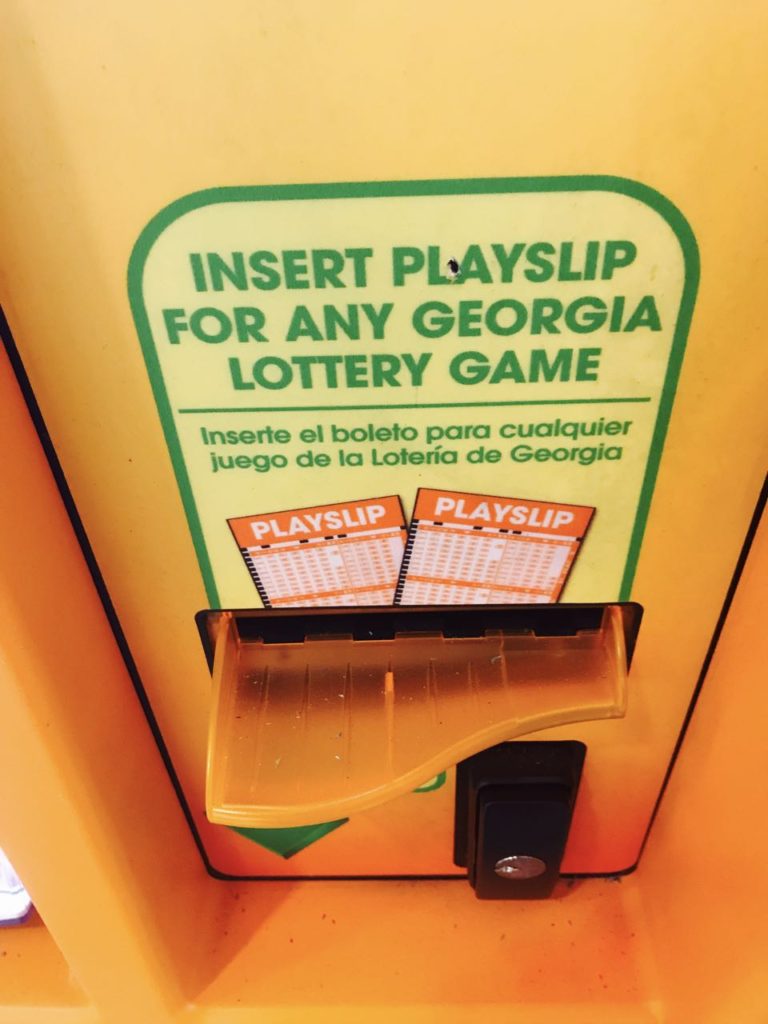 INSERT PLAYSLIP
FOR ANY GEORGIA
LOTTERY GAME
Inserte el boleto para cualquier
juego de la Lotería de Georgia
PLAYSLIP
PLAYSLIP